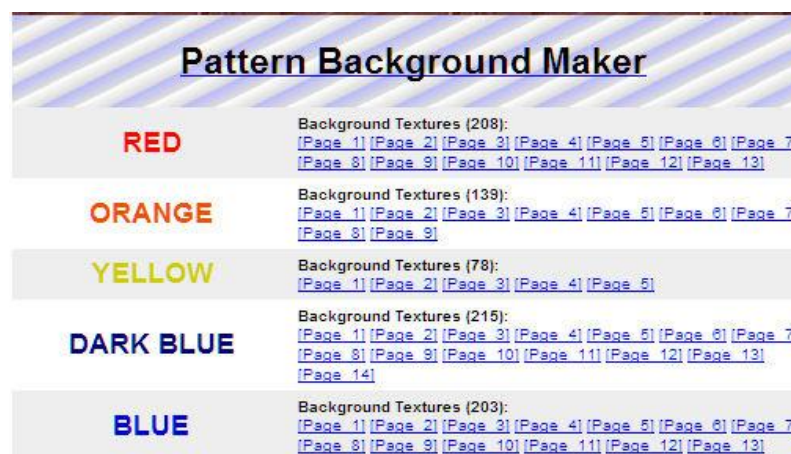 Pattern Background Maker
RED
Background Textures (208):
[Page 1] [Page 2] [Page 3] [Page 4] [Page 5] [Page 6] [Page 7
[Page 8] [Page 9] [Page 10] [Page 11] [Page 12] [Page 13]
ORANGE
Background Textures (139):
[Page 1] [Page 2] [Page 3] [Page 4] [Page 5] [Page 6] [Page 7
[Page 8] [Page 9]
YELLOW
Background Textures (78):
[Page 1] [Page 2] [Page 3] [Page 4] [Page 5]
DARK BLUE
Background Textures (215):
[Page 1] [Page 2] [Page 3] [Page 4] [Page 5] [Page 6] [Page 7
[Page 8] [Page 9] [Page 10] [Page 11] [Page 12] [Page 13]
[Page 14]
BLUE
Background Textures (203):
[Page 1] [Page 2] [Page 3] [Page 4] [Page 5] [Page 6] [Page 7
[Page 8] [Page 9] [Page 10] [Page 11] [Page 12] [Page 13]